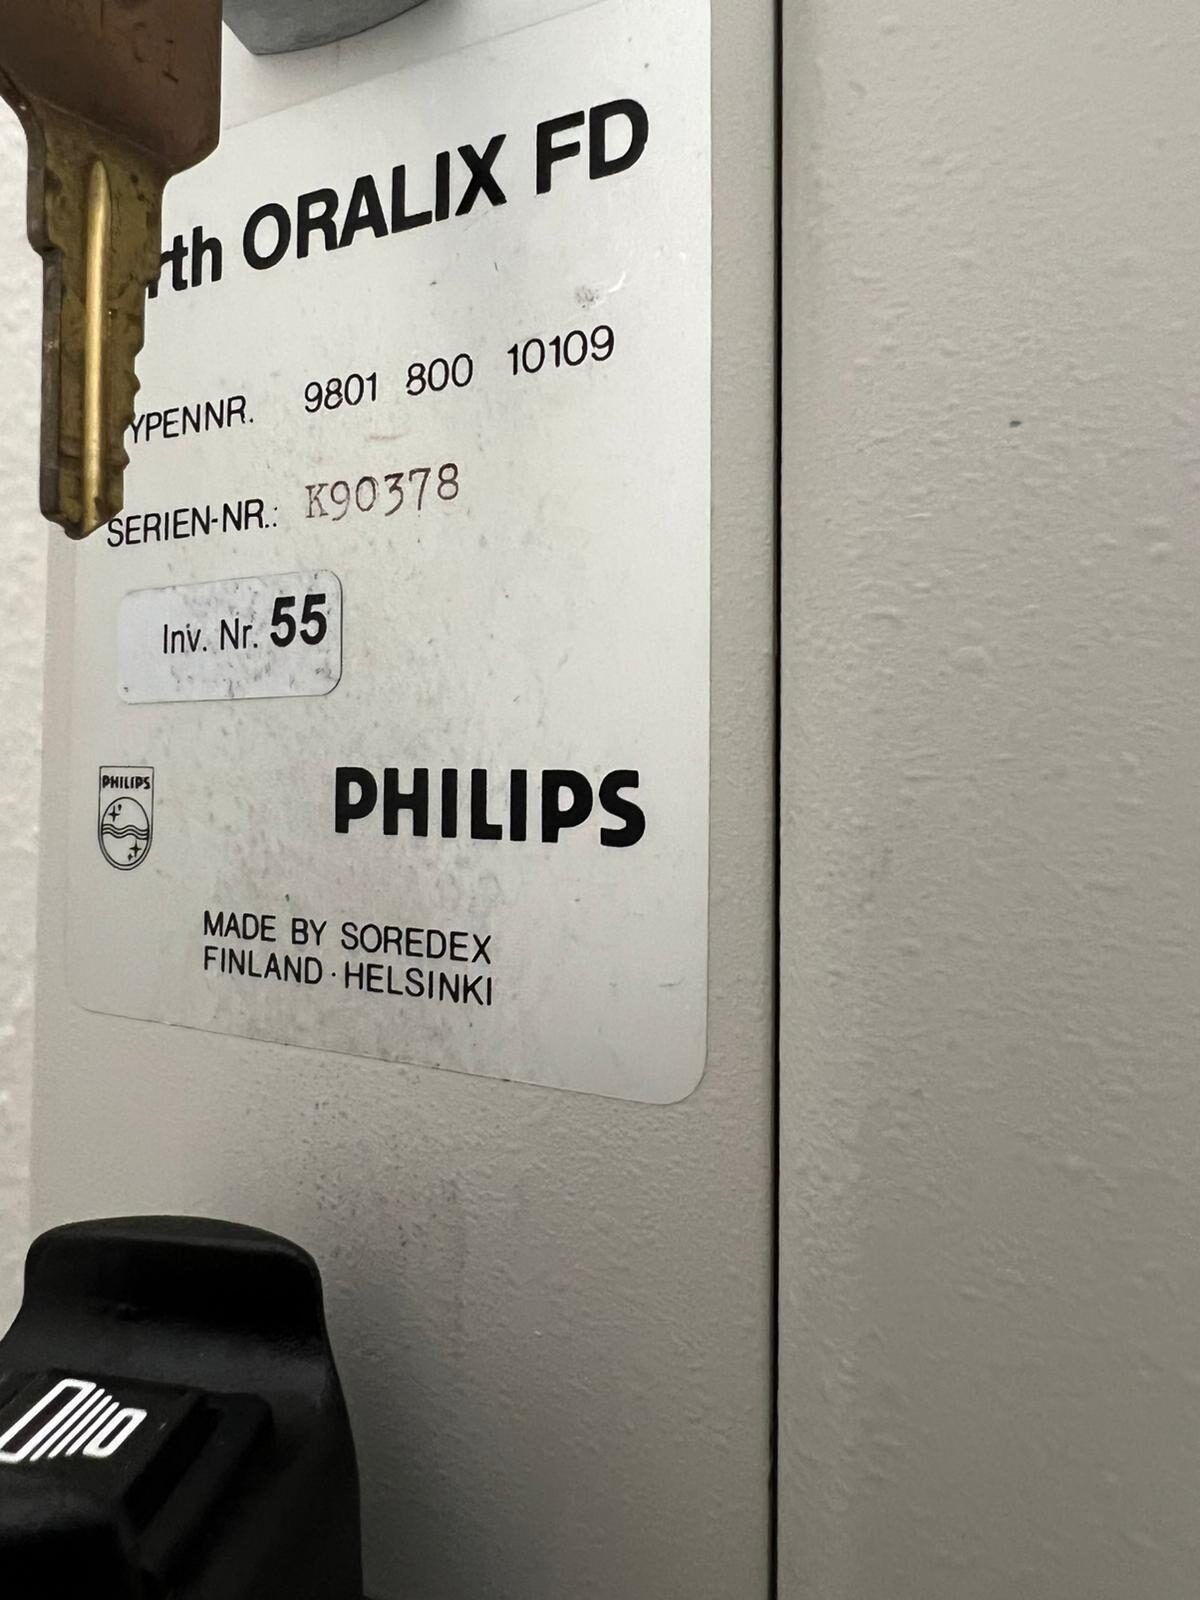 rth ORALIX FD
YPENNR. 9801 800 10109
SERIEN-NR.: K90378
Inv. Nr. 55
PHILIPS
PHILIPS
MADE BY SOREDEX
FINLAND · HELSINKI